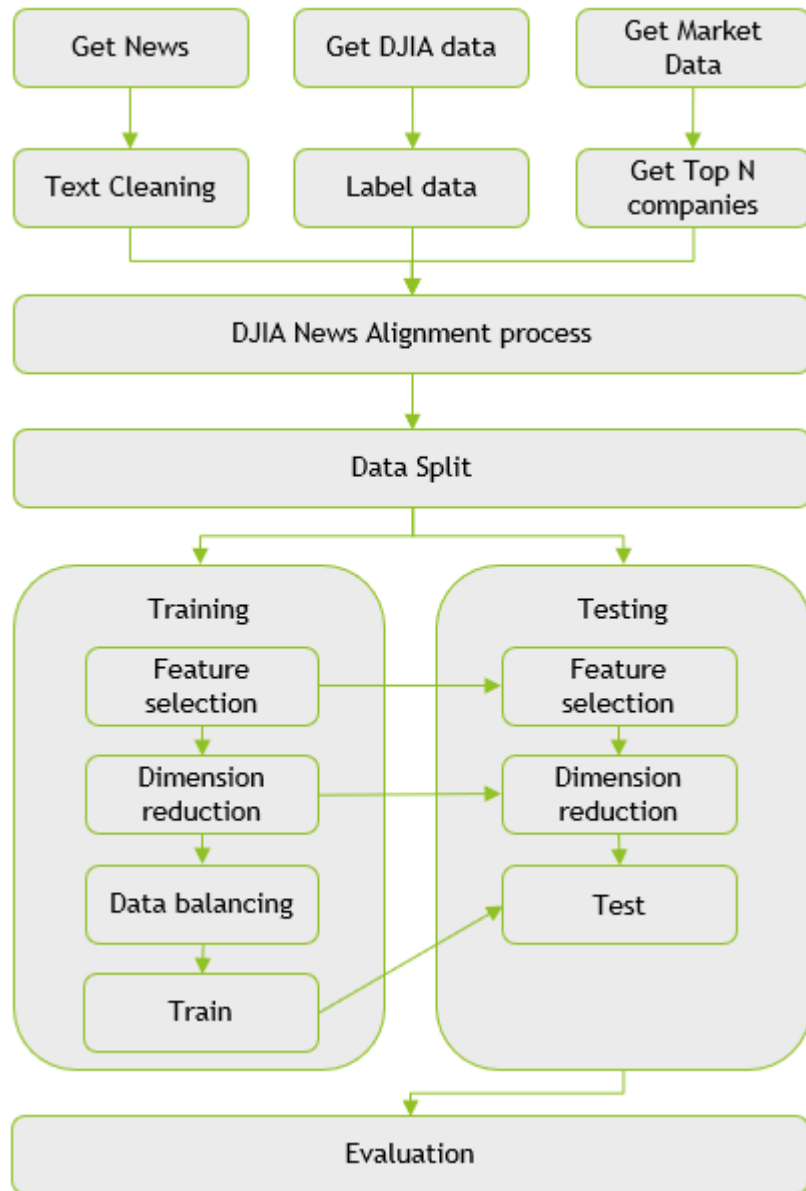 Get News
Get DJIA data
Get Market
Data
Text Cleaning
Label data
Get Top N
companies
DJIA News Alignment process
Data Split
Training
Feature
selection
Dimension
reduction
Data balancing
Train
Testing
Feature
selection
Dimension
reduction
Test
Evaluation